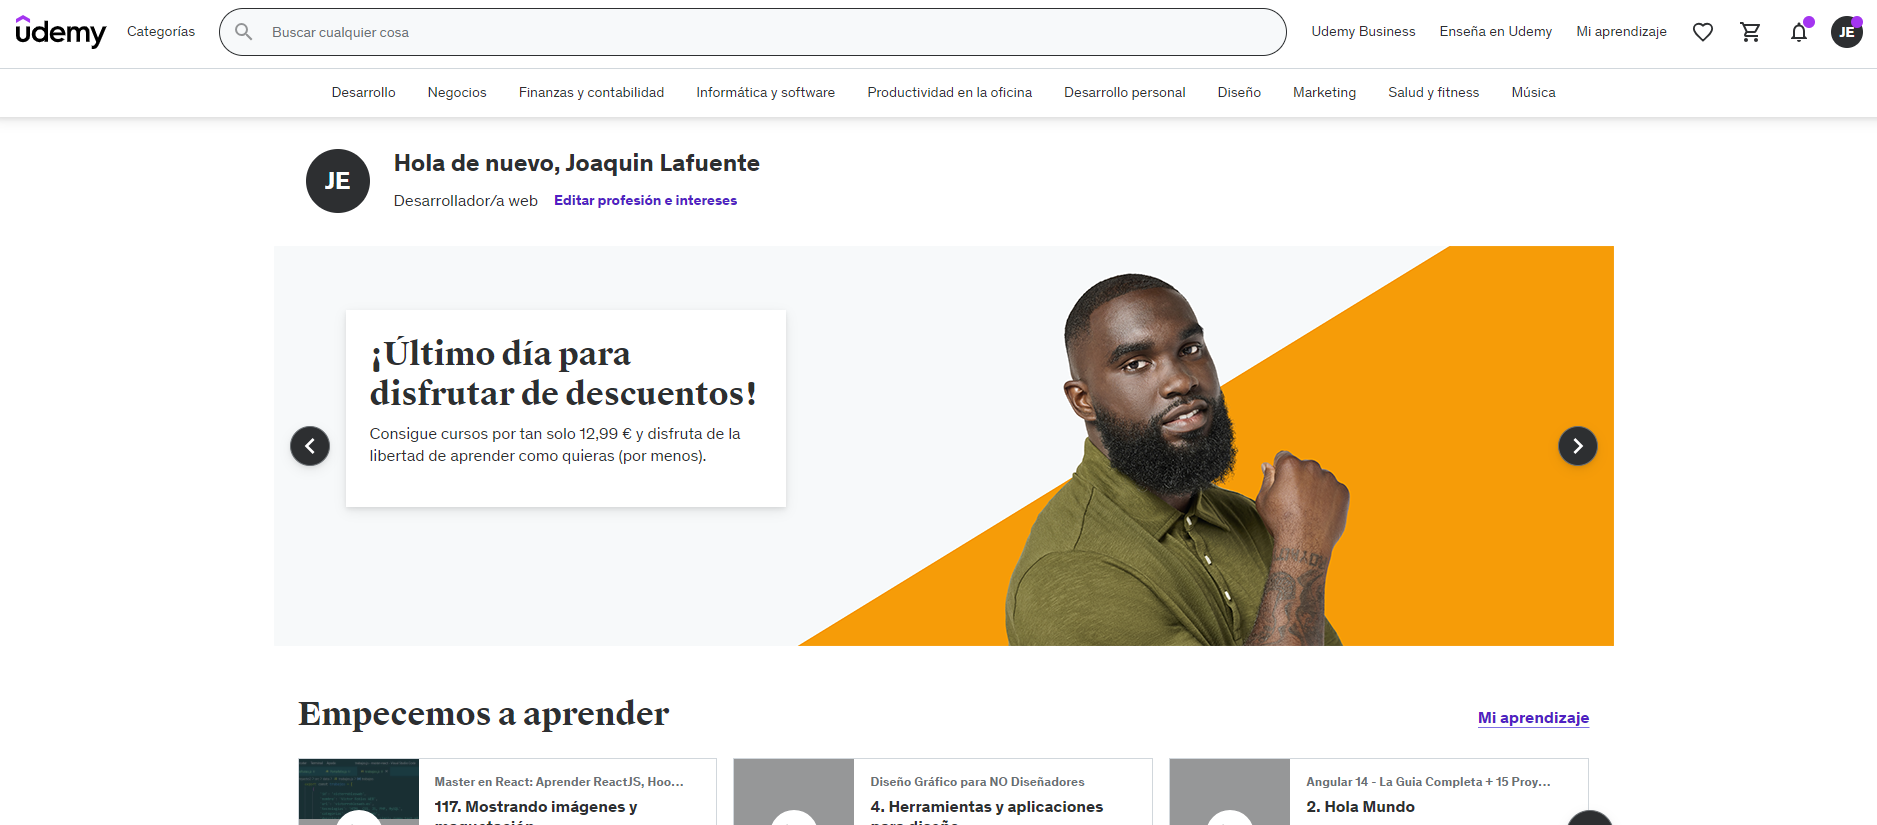 udemy
Categorías
Buscar cualquier cosa
Udemy Business
Enseña en Udemy
Mi aprendizaje
JE
Desarrollo
Negocios
Finanzas y contabilidad
Informática y software
Productividad en la oficina
Desarrollo personal
Diseño
Marketing
Salud y fitness
Música
JE
Hola de nuevo, Joaquin Lafuente
Desarrollador/a web
Editar profesión e intereses
¡Último día para
disfrutar de descuentos!
Consigue cursos por tan solo 12,99 € y disfruta de la
libertad de aprender como quieras (por menos).
Empecemos a aprender
Mi aprendizaje
Master en React: Aprender ReactJS, Hoo...
117. Mostrando imágenes y
maquetación
Diseño Gráfico para NO Diseñadores
4. Herramientas y aplicaciones
para diseño
Angular 14 - La Guia Completa + 15 Proy...
2. Hola Mundo